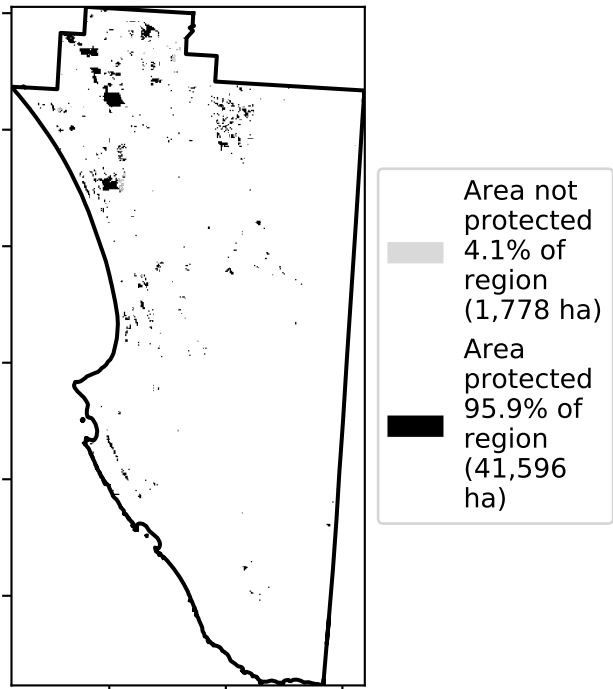 Area not
protected
4.1% of
region
(1,778 ha)
Area
protected
95.9% of
region
(41,596
ha)